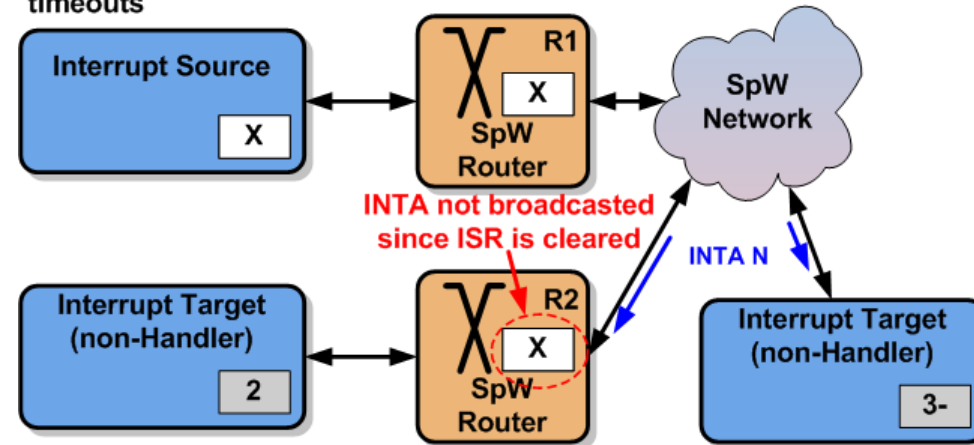 timeouts
Interrupt Source
X
R1
X
SpW
Router
SpW
Network
INTA not broadcasted
since ISR is cleared
INTA N
Interrupt Target
(non-Handler)
2
R2
X
SpW
Router
Interrupt Target
(non-Handler)
3-